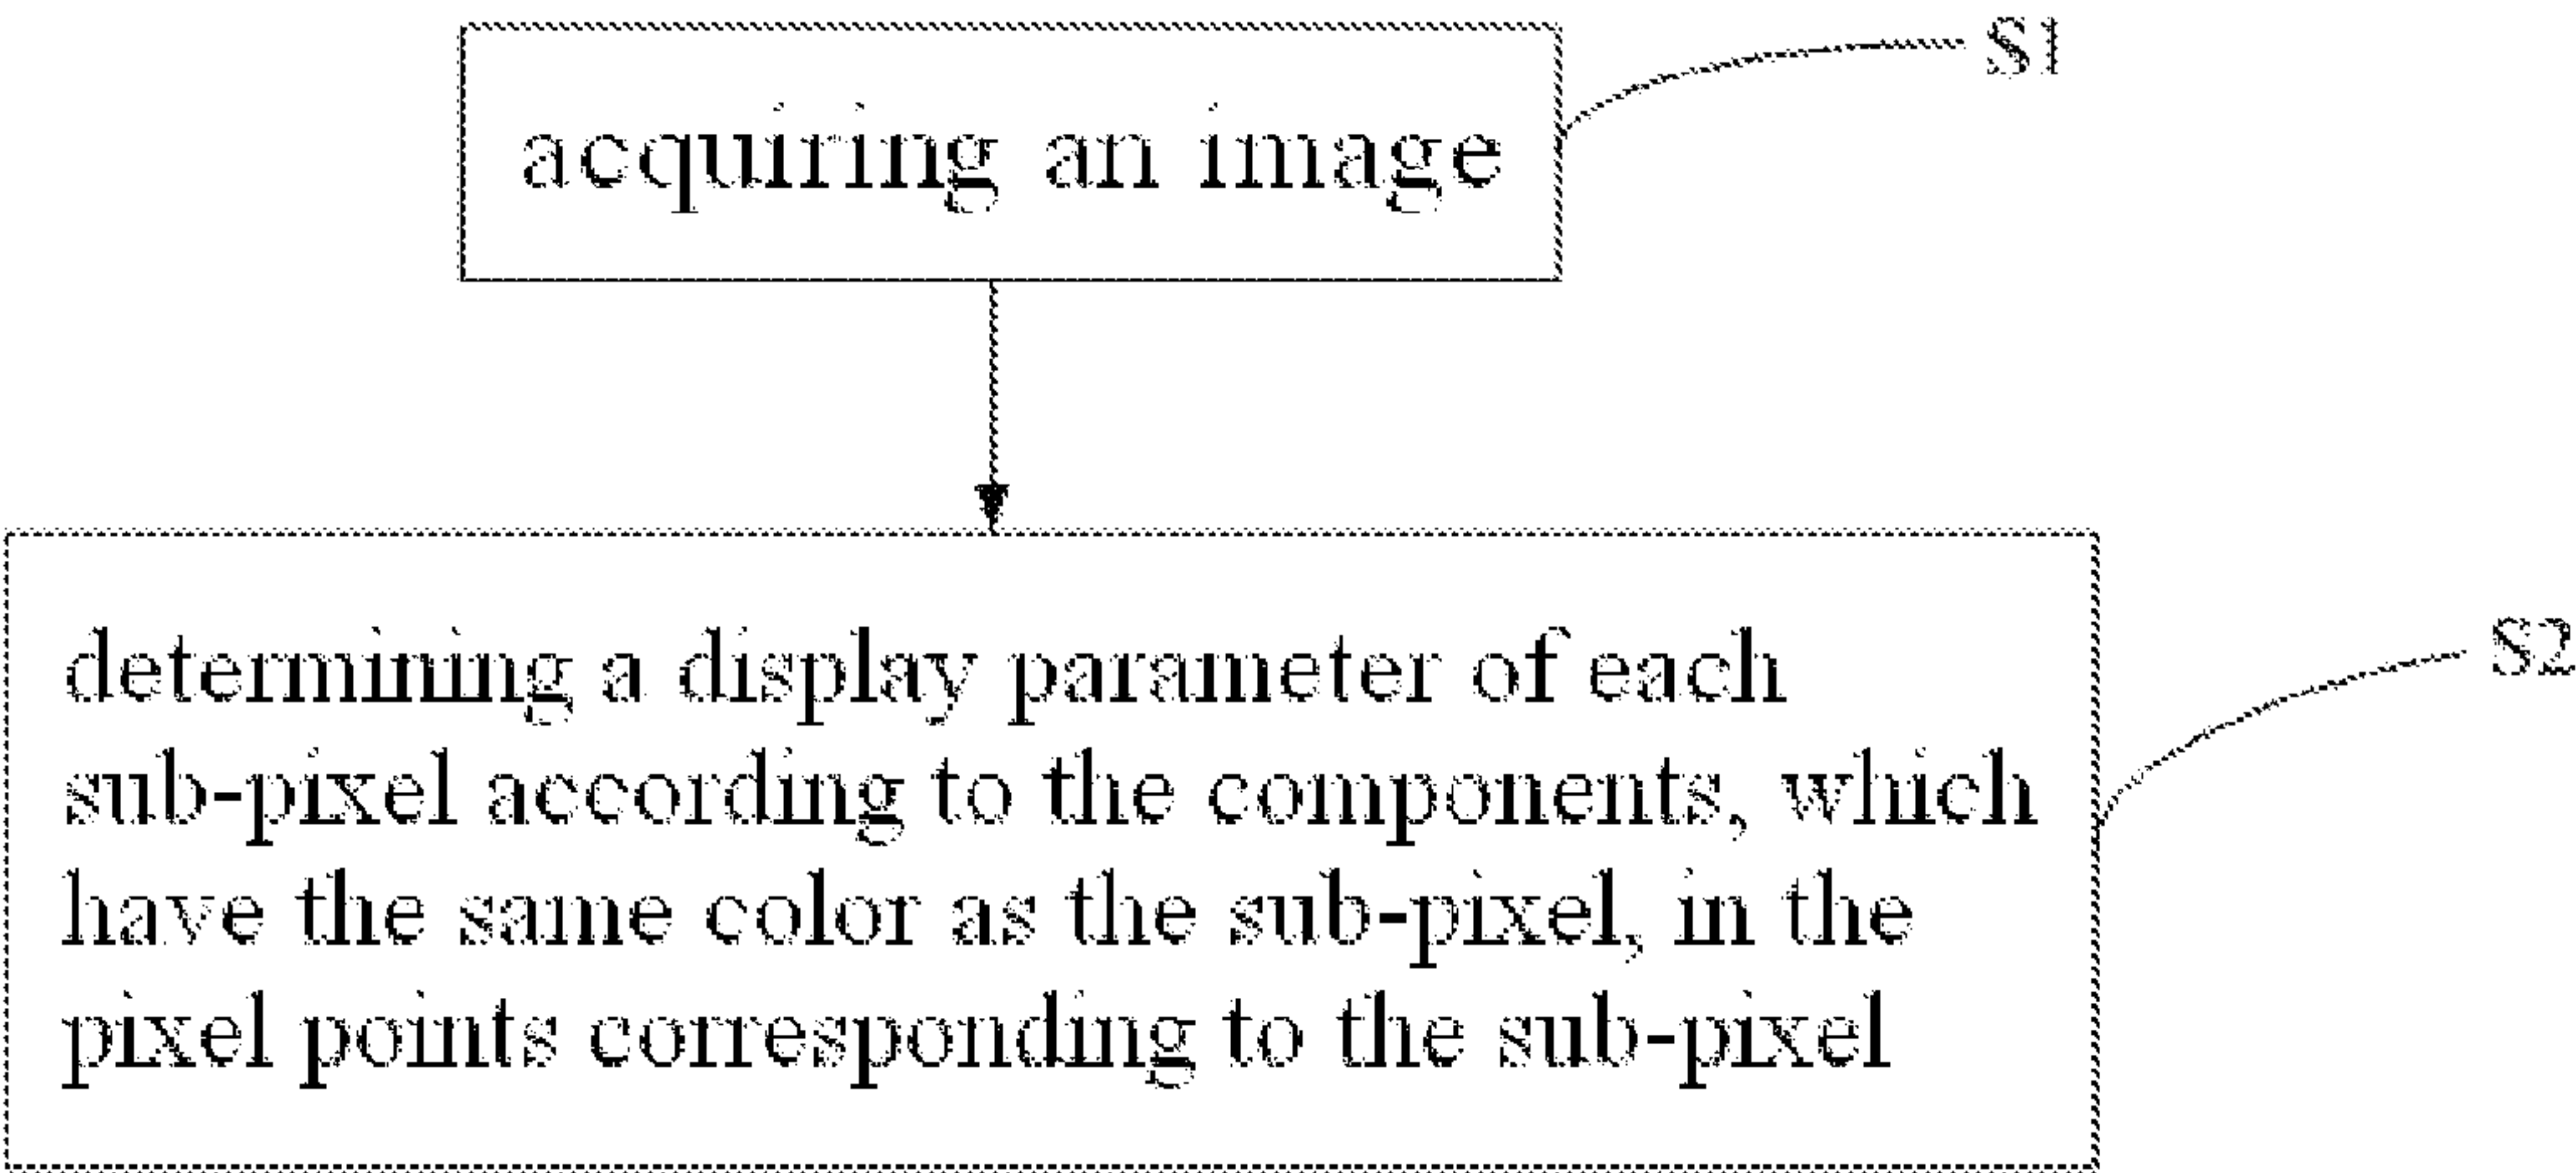 S1
acquiring an image
S2
determining a display parameter of each
sub-pixel according to the components, which
have the same color as the sub-pixel, in the
pixel points corresponding to the sub-pixel